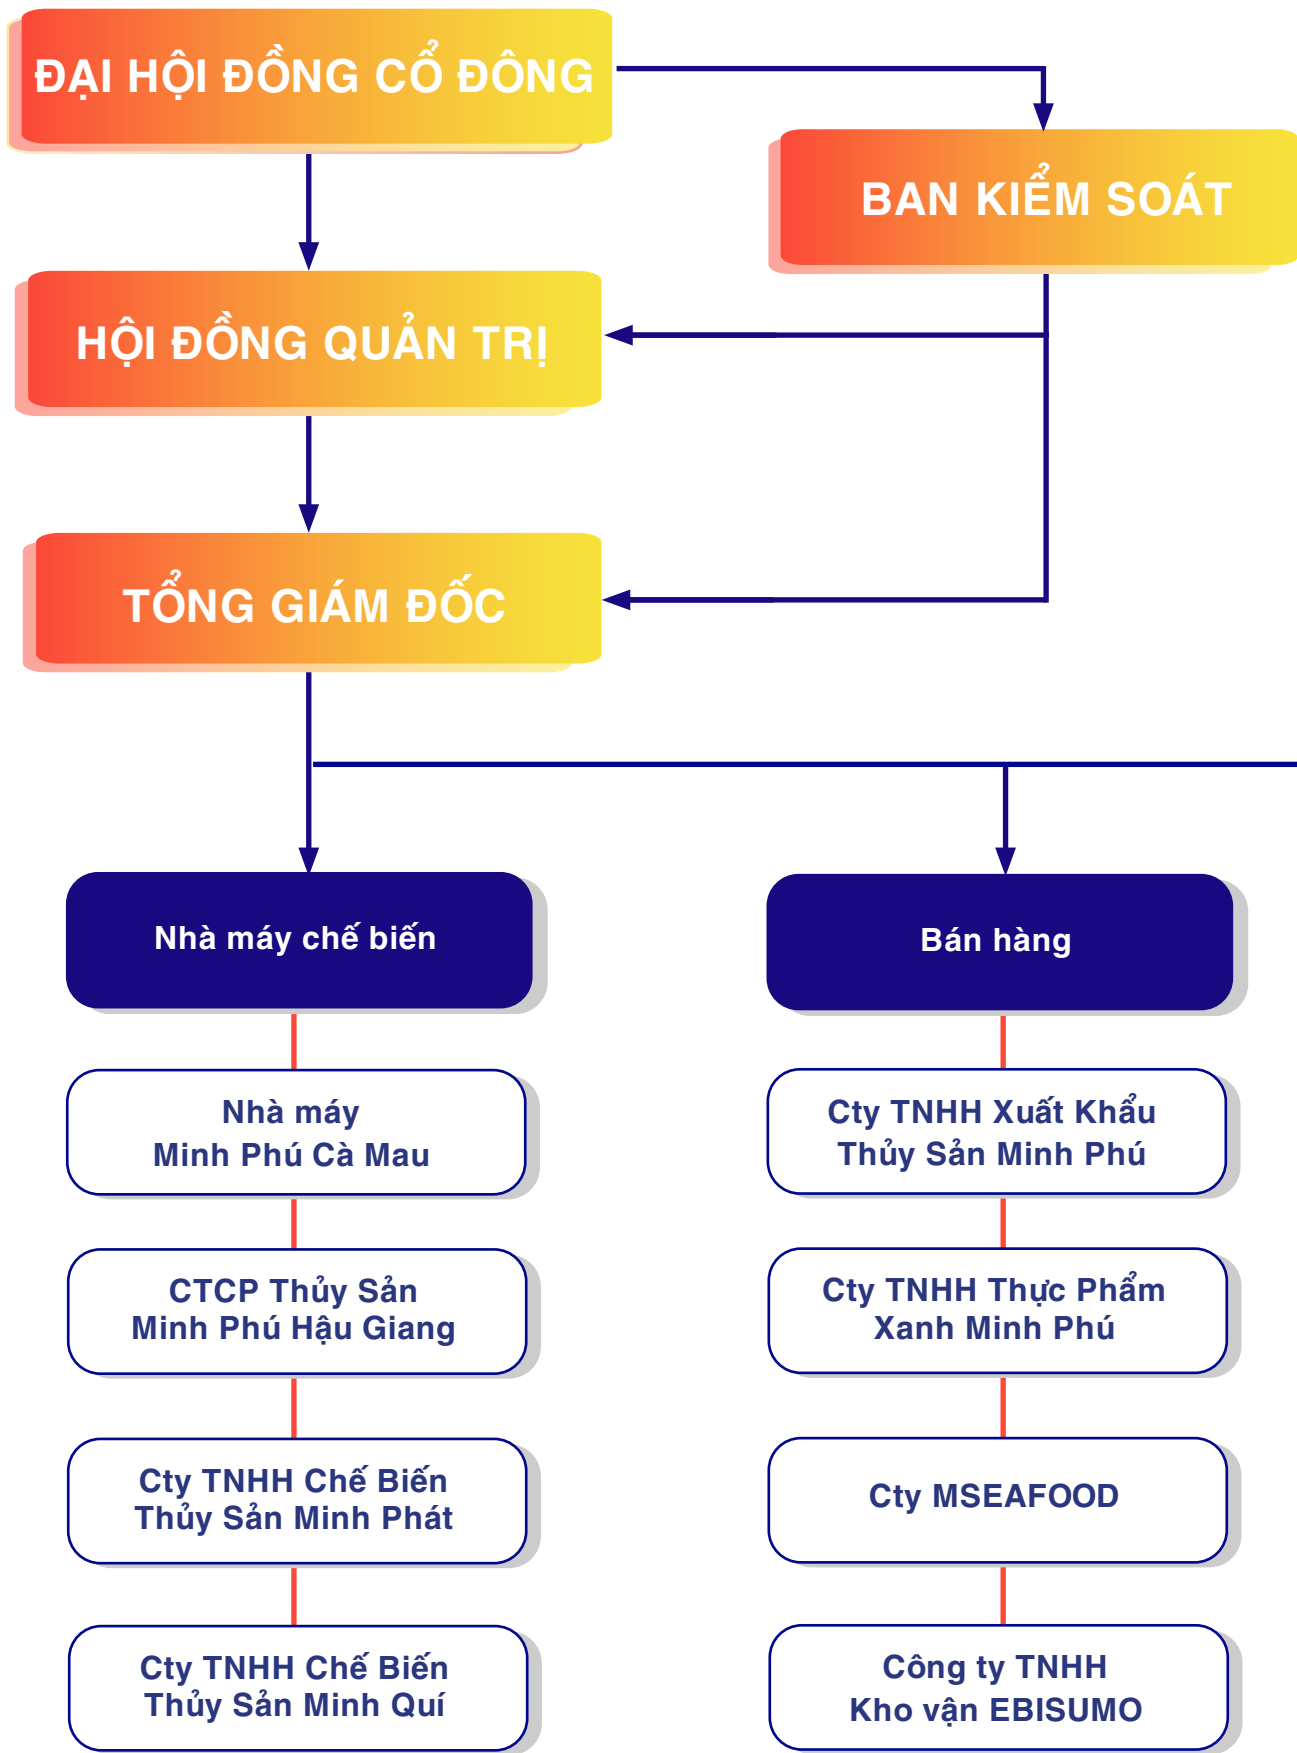 ĐẠI HỘI ĐỒNG CỔ ĐÔNG
BAN KIỂM SOÁT
HỘI ĐỒNG QUẢN TRỊ
TỔNG GIÁM ĐỐC
Nhà máy chế biến
Nhà máy
Minh Phú Cà Mau
CTCP Thủy Sản
Minh Phú Hậu Giang
Cty TNHH Chế Biến
Thủy Sản Minh Phát
Cty TNHH Chế Biến
Thủy Sản Minh Quí
Bán hàng
Cty TNHH Xuất Khẩu
Thủy Sản Minh Phú
Cty TNHH Thực Phẩm
Xanh Minh Phú
Cty MSEAFOOD
Công ty TNHH
Kho vận EBISUMO